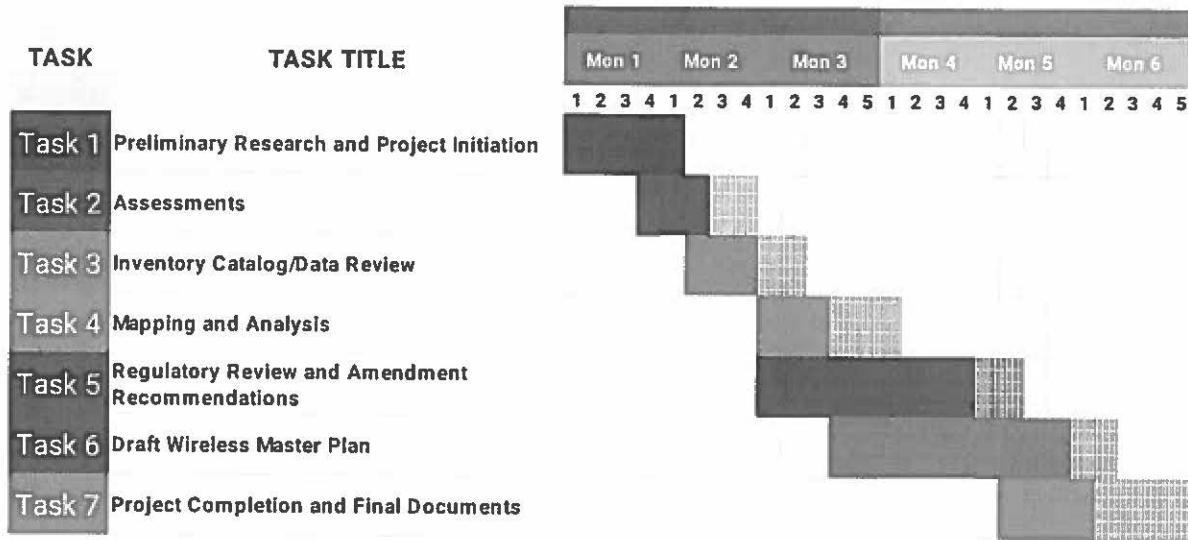 TASK TASK TITLE
Mon 1 Mon 2 Mon 3 Mon 4 Mon 5 Mon 6
1 2 3 4 1 2 3 4 1 2 3 4 5 1 2 3 4 1 2 3 4 1 2 3 4 5
Task 1 Preliminary Research and Project Initiation
Task 2 Assessments
Task 3 Inventory Catalog/Data Review
Task 4 Mapping and Analysis
Task 5 Regulatory Review and Amendment
Recommendations
Task 6 Draft Wireless Master Plan
Task 7 Project Completion and Final Documents